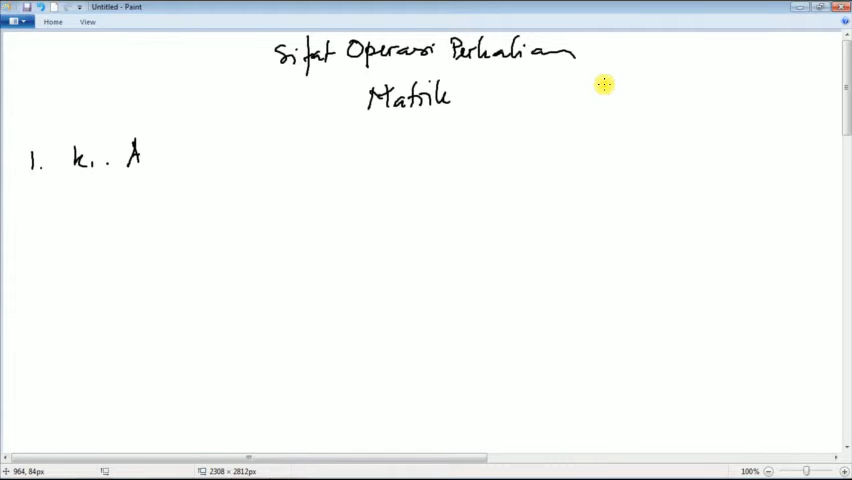 Untitled - Paint
Home View
Sifat Operasi Perkalian
Matrik
1. k. . A
964, 84px 2308 × 2812px 100%